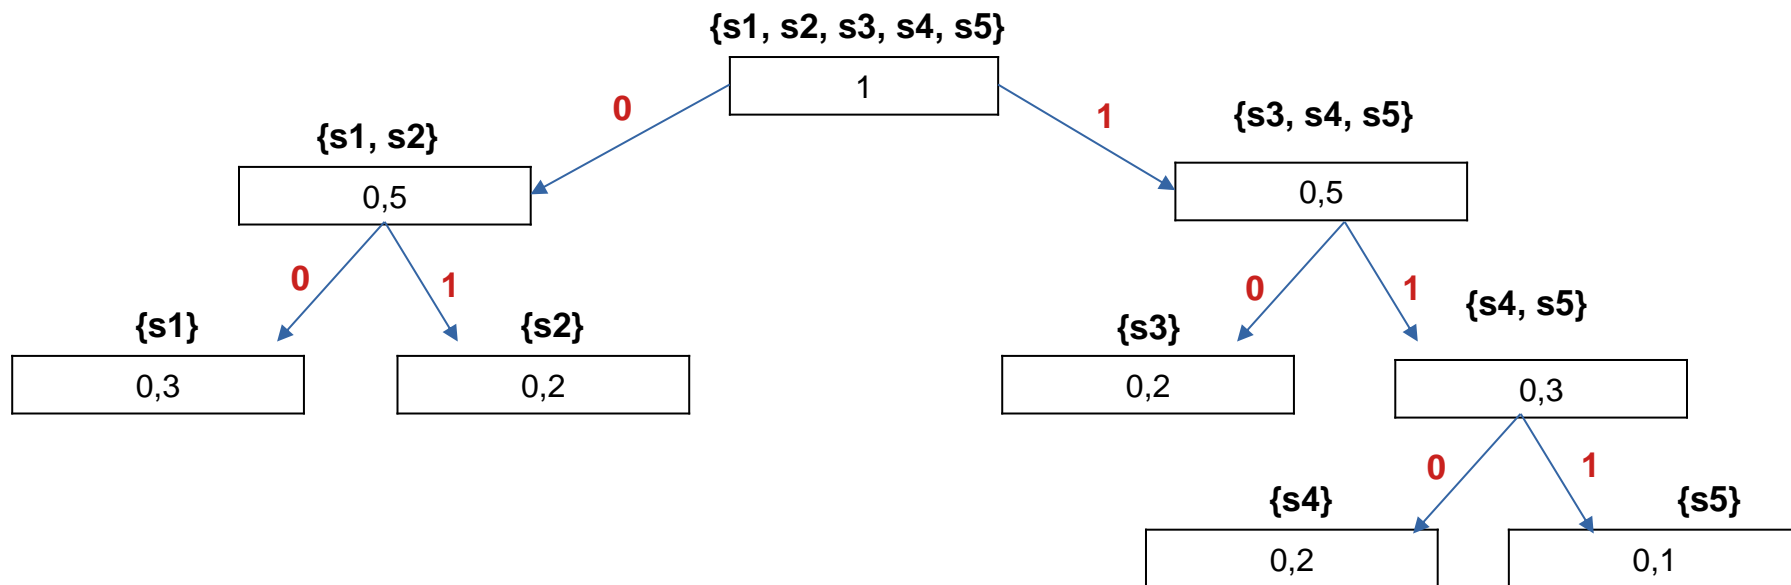 {s1, s2, s3, s4, s5}
1
0
1
{s1, s2}
{s3, s4, s5}
0,5
0,5
0
1
0
1
{s1}
{s2}
{s3}
{s4, s5}
0,3
0,2
0,2
0,3
0
1
{s4}
{s5}
0,2
0,1